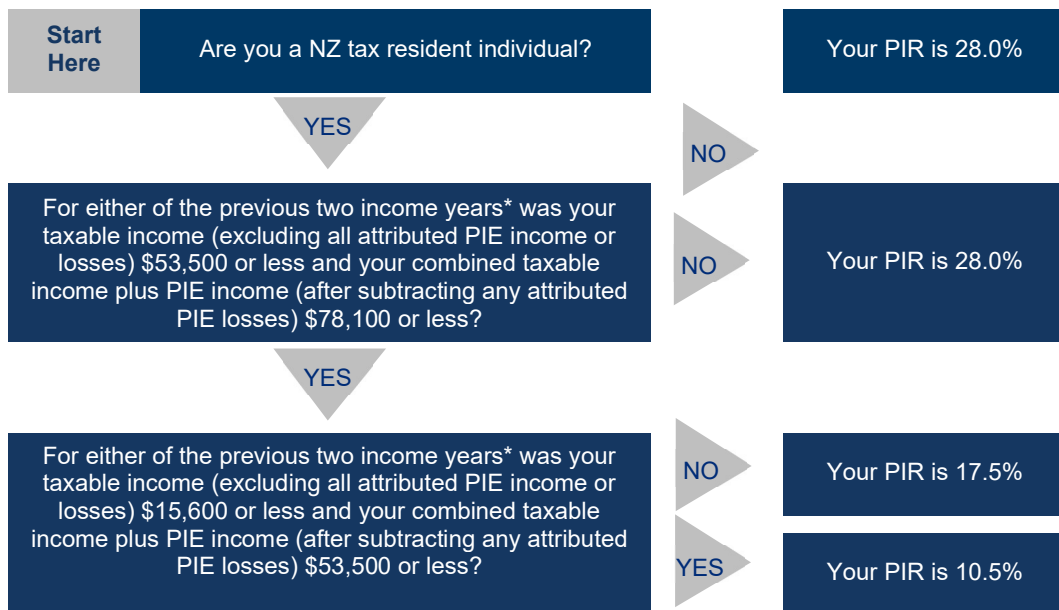 Start
Here
Are you a NZ tax resident individual?
Your PIR is 28.0%
YES
NO
For either of the previous two income years* was your
taxable income (excluding all attributed PIE income or
losses) $53,500 or less and your combined taxable
income plus PIE income (after subtracting any attributed
PIE losses) $78,100 or less?
NO
Your PIR is 28.0%
YES
For either of the previous two income years* was your
taxable income (excluding all attributed PIE income or
losses) $15,600 or less and your combined taxable
income plus PIE income (after subtracting any attributed
PIE losses) $53,500 or less?
NO
Your PIR is 17.5%
YES
Your PIR is 10.5%